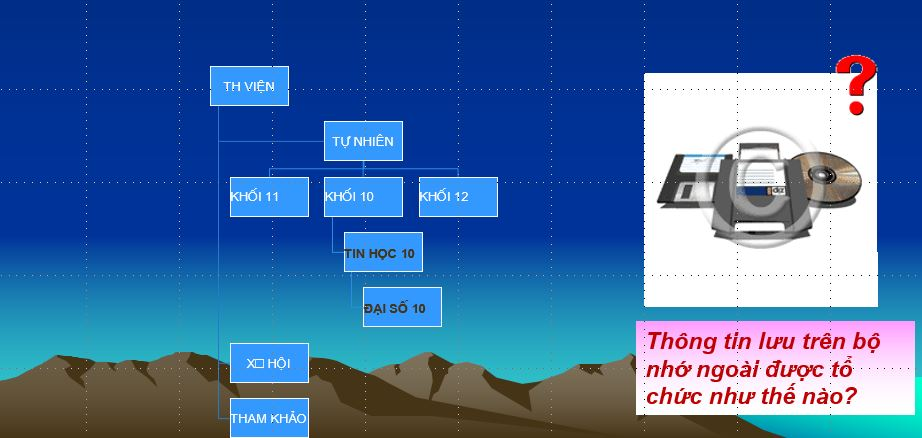 TH VIỆN
TỰ NHIÊN
KHỐI 11
KHỐI 10
KHỐI 12
TIN HỌC 10
ĐẠI SỐ 10
X□ HỘI
THAM KHẢO
?
Thông tin lưu trên bộ
nhớ ngoài được tổ
chức như thế nào?